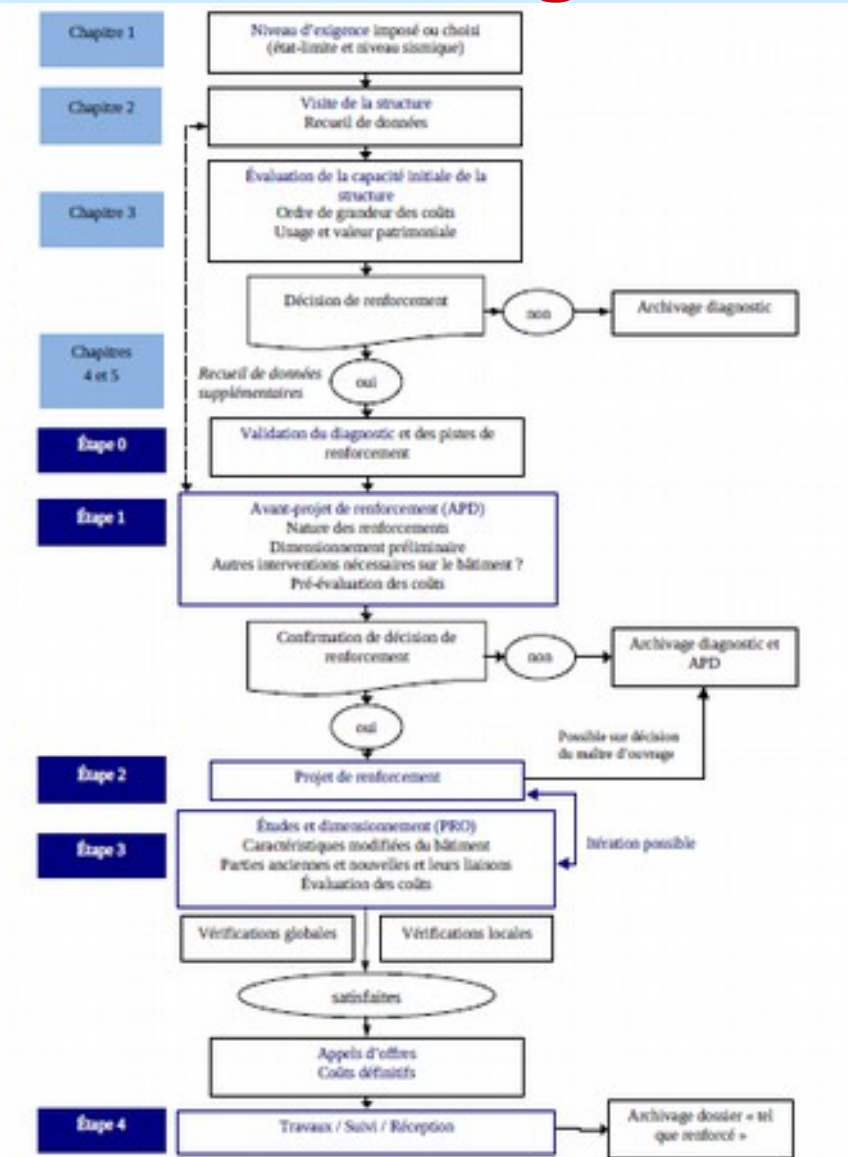 Chapitre 1
Niveau d'exigence imposé ou choisi
(état-limite et niveau sismique)
Chapitre 2
Visite de la structure
Recueil de données
Chapitre 3
Évaluation de la capacité initiale de la
structure
Ordre de grandeur des coûts
Usage et valeur patrimoniale
Décision de renforcement
non
Archivage diagnostic
Chapitres
4 et 5
Recueil de données
supplémentaires
oui
Étape 0
Validation du diagnostic et des pistes de
renforcement
Étape 1
Avant-projet de renforcement (APD)
Nature des renforcements
Dimensionnement préliminaire
Autres interventions nécessaires sur le bâtiment ?
Pré-évaluation des coûts
Confirmation de décision de
renforcement
non
Archivage diagnostic et
APD
oui
Possible sur décision
du maître d'ouvrage
Étape 2
Projet de renforcement
Étape 3
Études et dimensionnement (PRO)
Caractéristiques modifiées du bâtiment
Parties anciennes et nouvelles et leurs liaisons
Évaluation des coûts
Itération possible
Vérifications globales
Vérifications locales
satisfaites
Appels d'offres
Coûts définitifs
Étape 4
Travaux / Suivi / Réception
Archivage dossier « tel
que renforcé »